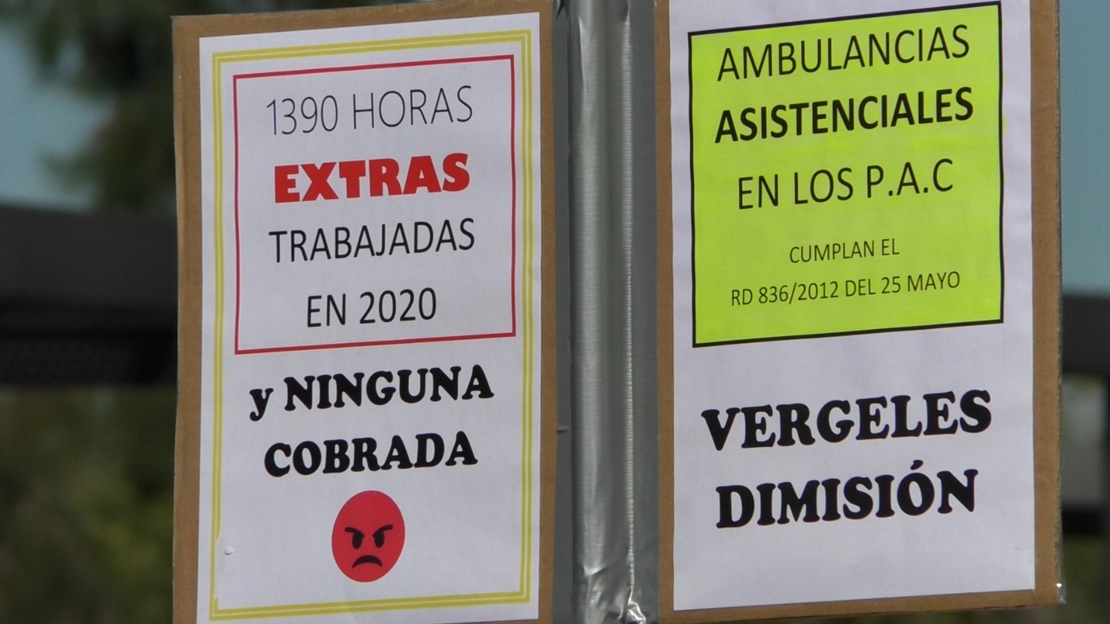 1390 HORAS
EXTRAS
TRABAJADAS
EN 2020
y NINGUNA
COBRADA
AMBULANCIAS
ASISTENCIALES
EN LOS P.A.C
CUMPLAN EL
RD 836/2012 DEL 25 MAYO
VERGELES
DIMISIÓN